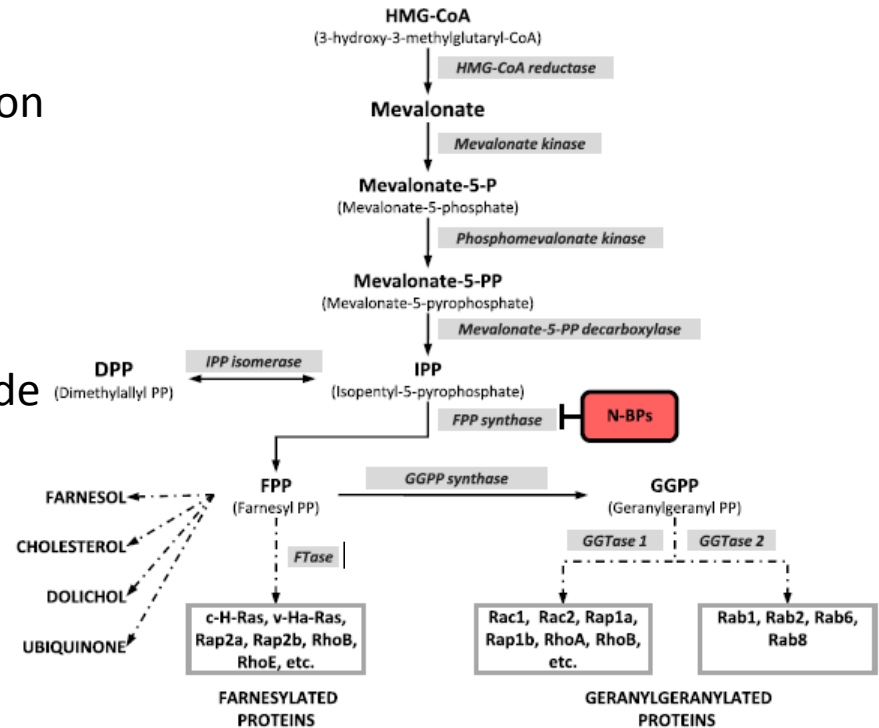 HMG-CoA
(3-hydroxy-3-methylglutaryl-CoA)
HMG-CoA reductase
on
Mevalonate
Mevalonate kinase
Mevalonate-5-P
(Mevalonate-5-phosphate)
Phosphomevalonate kinase
Mevalonate-5-PP
(Mevalonate-5-pyrophosphate)
Mevalonate-5-PP decarboxylase
DPP
(Dimethylallyl PP)
IPP isomerase
IPP
(Isopentyl-5-pyrophosphate)
de
FPP synthase
N-BPs
FPP
(Farnesyl PP)
GGPP synthase
GGPP
(Geranylgeranyl PP)
FARNESOL
CHOLESTEROL
DOLICHOL
UBIQUINONE
FTase
GGTase 1
GGTase 2
c-H-Ras, v-Ha-Ras,
Rap2a, Rap2b, RhoB,
RhoE, etc.
Rac1, Rac2, Rap1a,
Rap1b, RhoA, RhoB,
etc.
Rab1, Rab2, Rab6,
Rab8
FARNESYLATED
PROTEINS
GERANYLGERANYLATED
PROTEINS